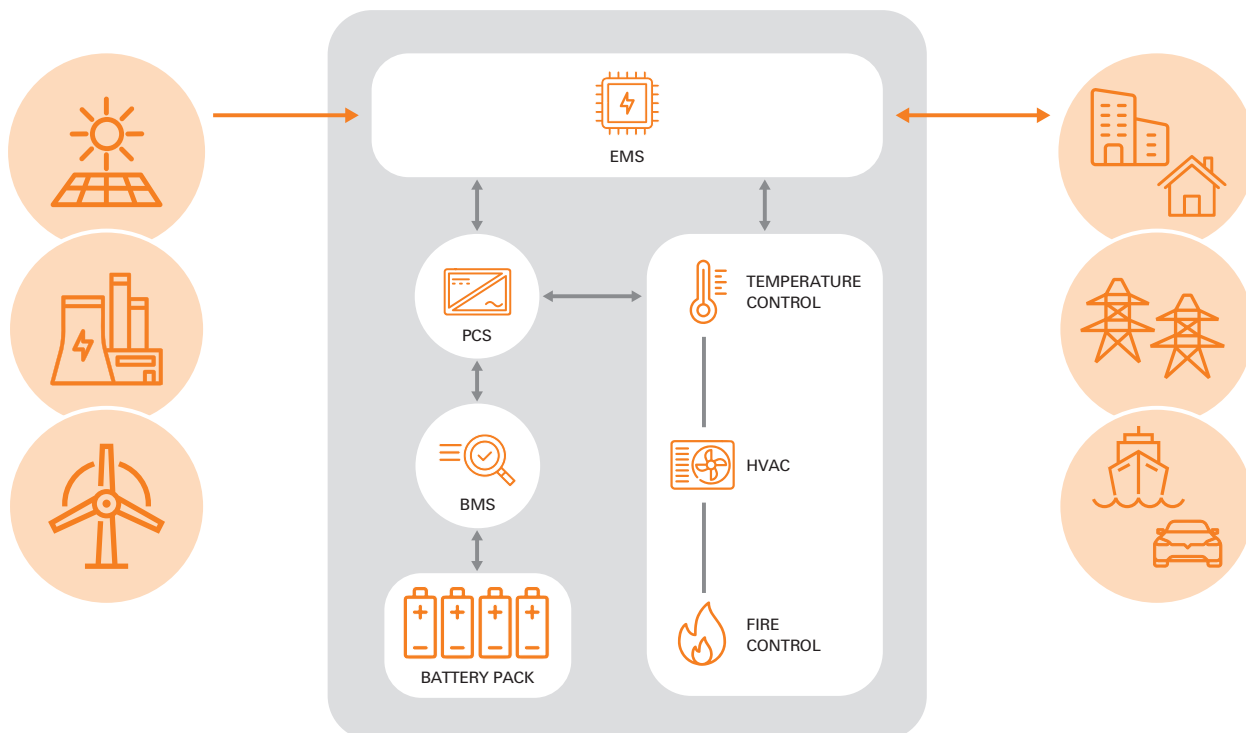 EMS
PCS
TEMPERATURE
CONTROL
BMS
HVAC
BATTERY PACK
FIRE
CONTROL